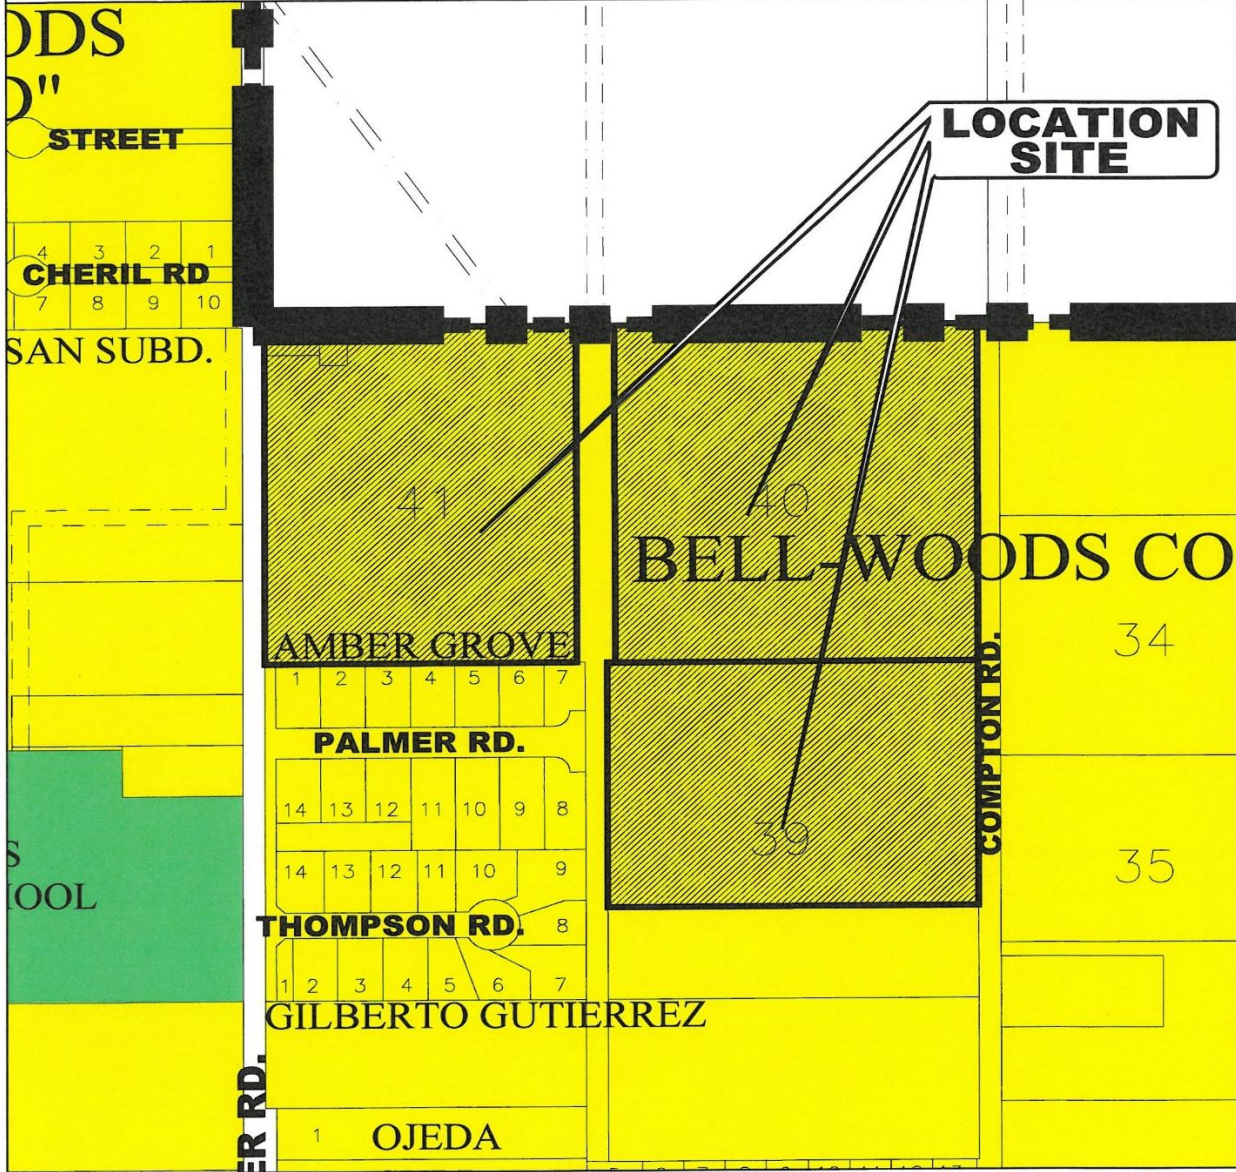 ODS
D"
STREET
LOCATION
SITE
4 3 2 1
CHERIL RD
7 8 9 10
SAN SUBD.
41
40
BELL-WOODS CO
34
AMBER GROVE
1 2 3 4 5 6 7
PALMER RD.
COMPTON RD.
14 13 12 11 10 9 8
39
35
S
OOL
14 13 12 11 10 9
THOMPSON RD. 8
1 2 3 4 5 6 7
GILBERTO GUTIERREZ
ER RD.
1 OJEDA